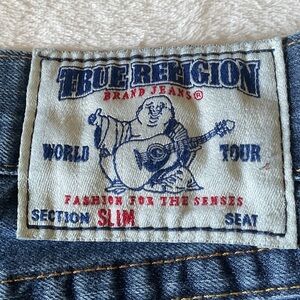 TRUE RELIGION
BRAND JEANS®
WORLD TOUR
FASHION FOR THE SENSES
SECTION SLIM SEAT